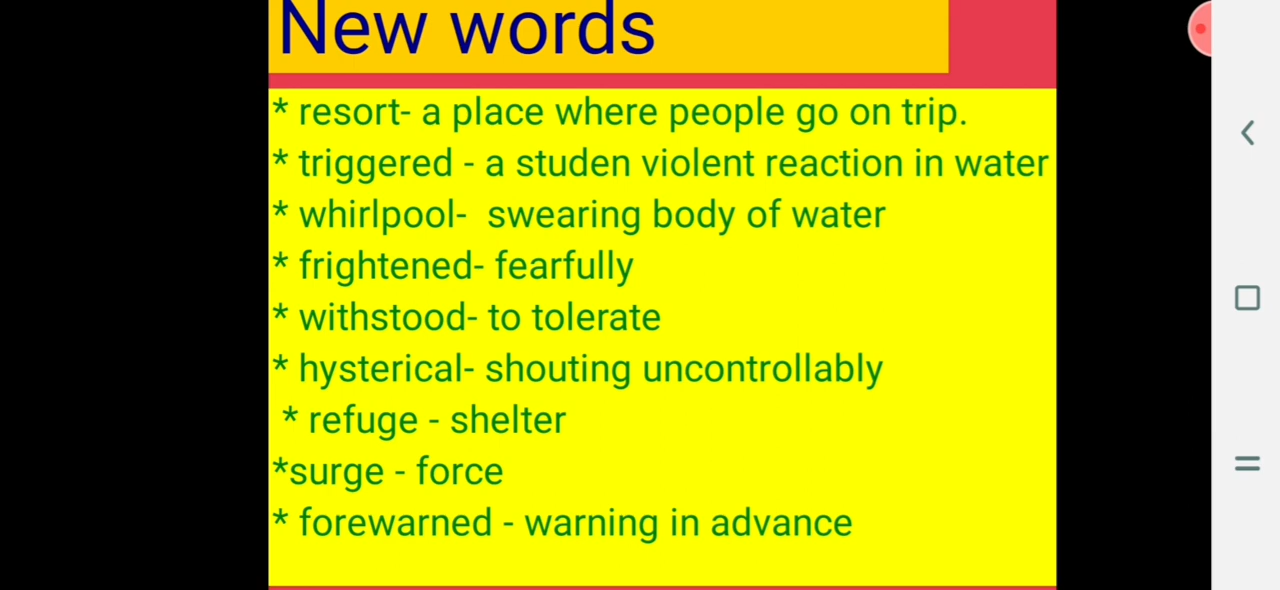 New words
* resort- a place where people go on trip.
* triggered - a studen violent reaction in water
* whirlpool-  swearing body of water
* frightened- fearfully
* withstood- to tolerate
* hysterical- shouting uncontrollably
* refuge - shelter
*surge - force
* forewarned - warning in advance